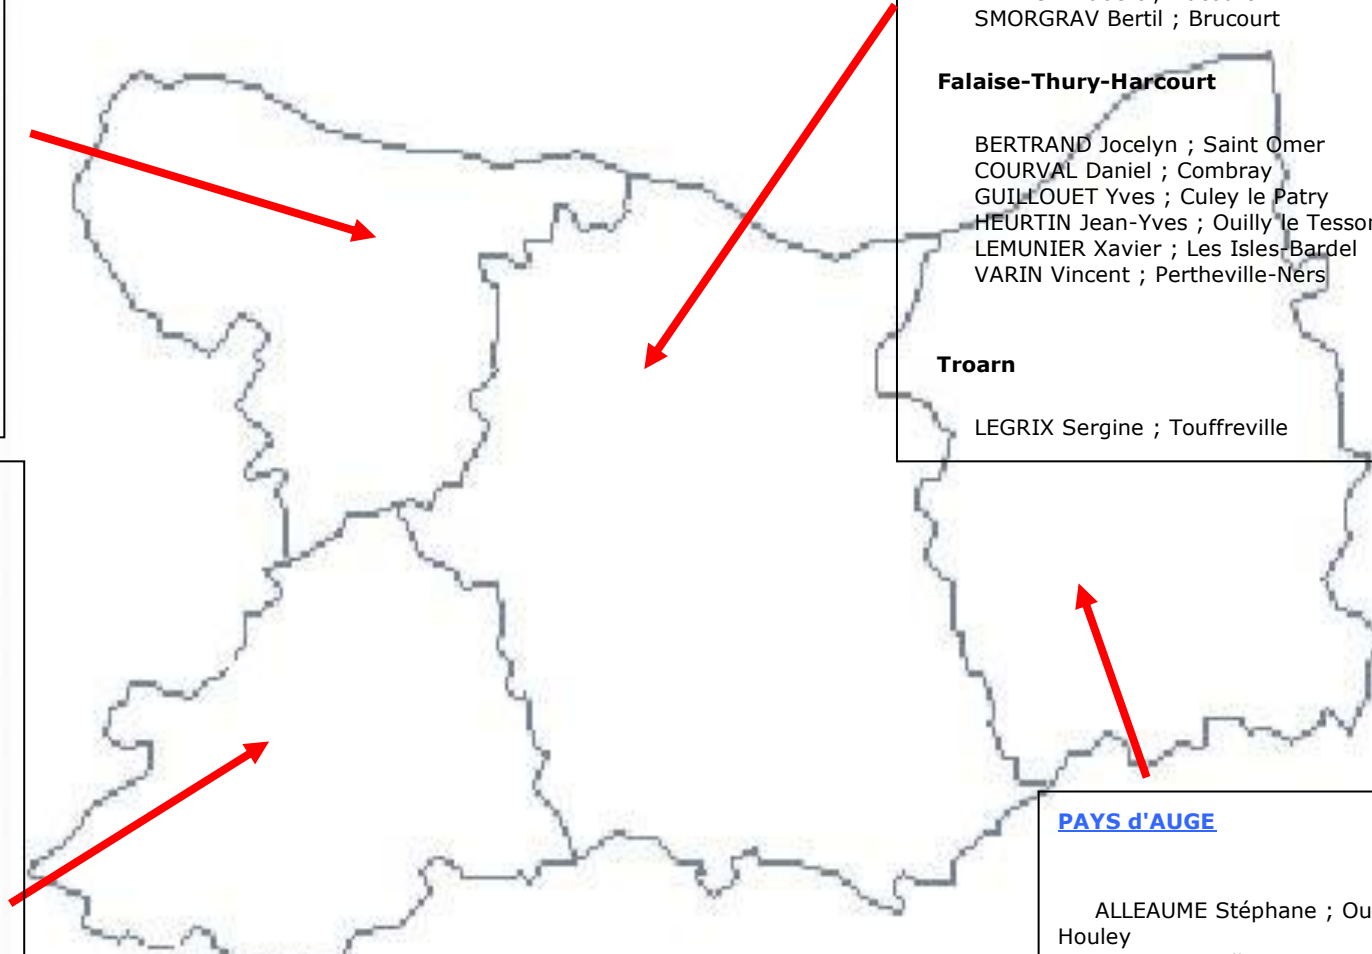 SMORGRAV Bertil ; Brucourt
Falaise-Thury-Harcourt
BERTRAND Jocelyn ; Saint Omer
COURVAL Daniel ; Combray
GUILLOUET Yves ; Culey le Patry
HEURTIN Jean-Yves ; Ouilly le Tesson
LEMUNIER Xavier ; Les Isles-Bardel
VARIN Vincent ; Pertheville-Ners
Troarn
LEGRIX Sergine ; Touffreville
PAYS d'AUGE
ALLEAUME Stéphane ; Ou
Houley